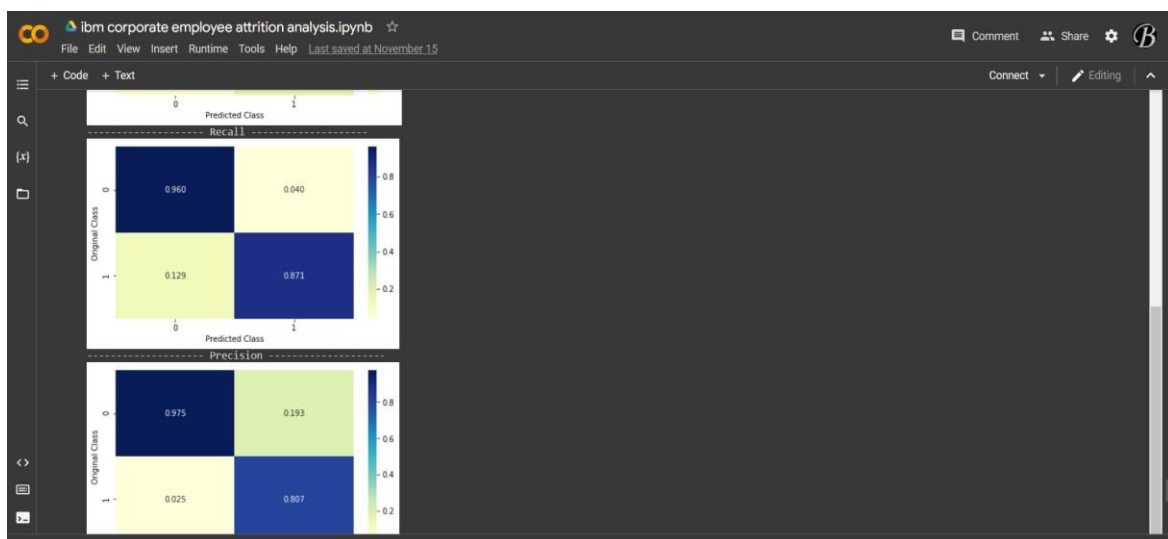 ibm corporate employee attrition analysis.ipynb
File Edit View Insert Runtime Tools Help Last saved at November 15
Comment Share B
+ Code + Text
Connect Editing
0 1
Predicted Class
-------------------- Recall --------------------
0 0.960 0.040
1 0.129 0.871
0.8
0.6
0.4
0.2
Original Class
0 1
Predicted Class
-------------------- Precision --------------------
0 0.975 0.193
1 0.025 0.807
0.8
0.6
0.4
0.2
Original Class
{x}
<>